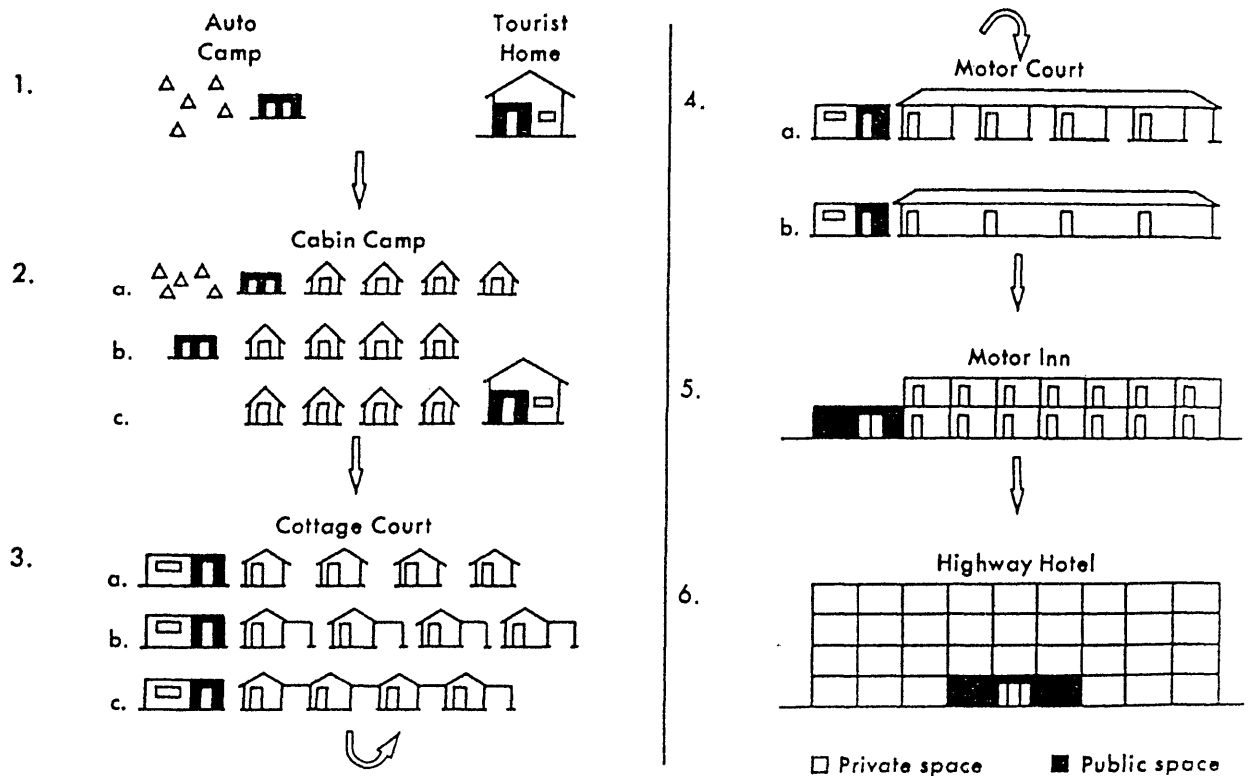 Auto
Camp
Tourist
Home
1.
Cabin Camp
2.
a.
b.
c.
Cottage Court
3.
a.
b.
c.
Motor Court
4.
a.
b.
Motor Inn
5.
Highway Hotel
6.
Private space
Public space